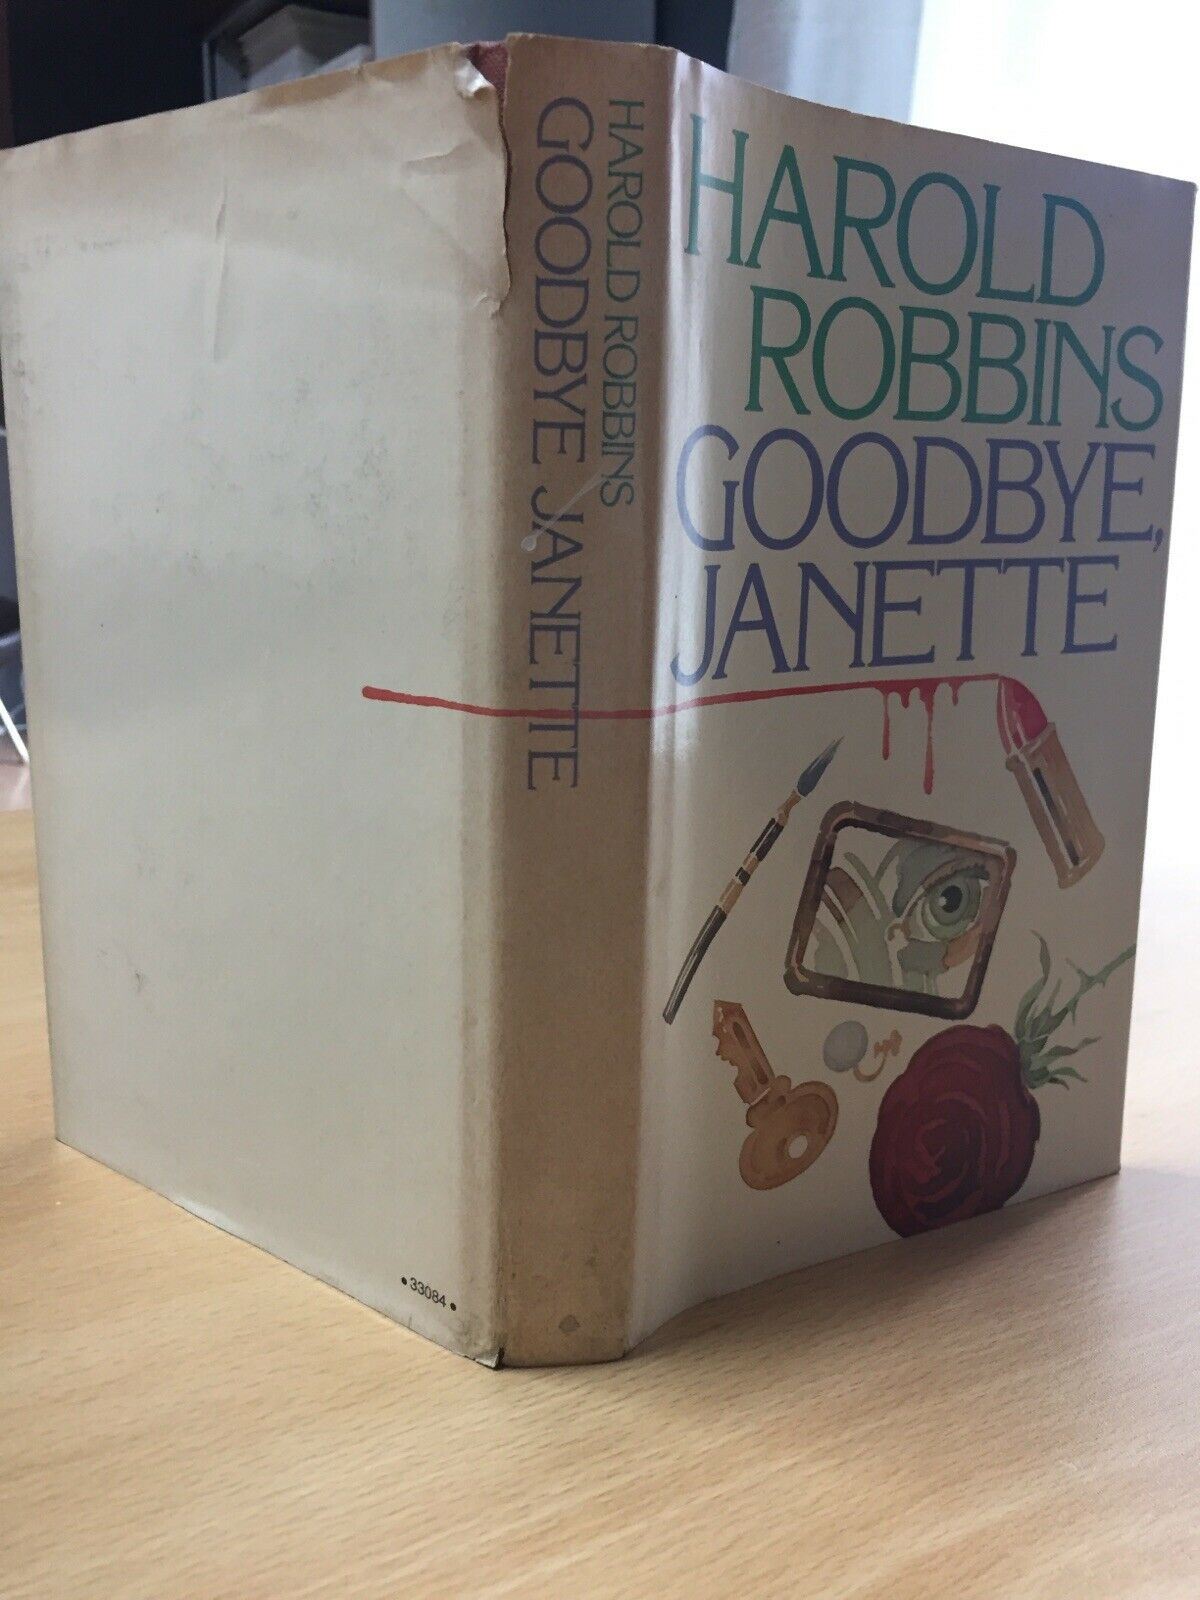 HAROLD ROBBINS
GOODBYE JANETTE
HAROLD
ROBBINS
GOODBYE,
JANETTE
•33084•